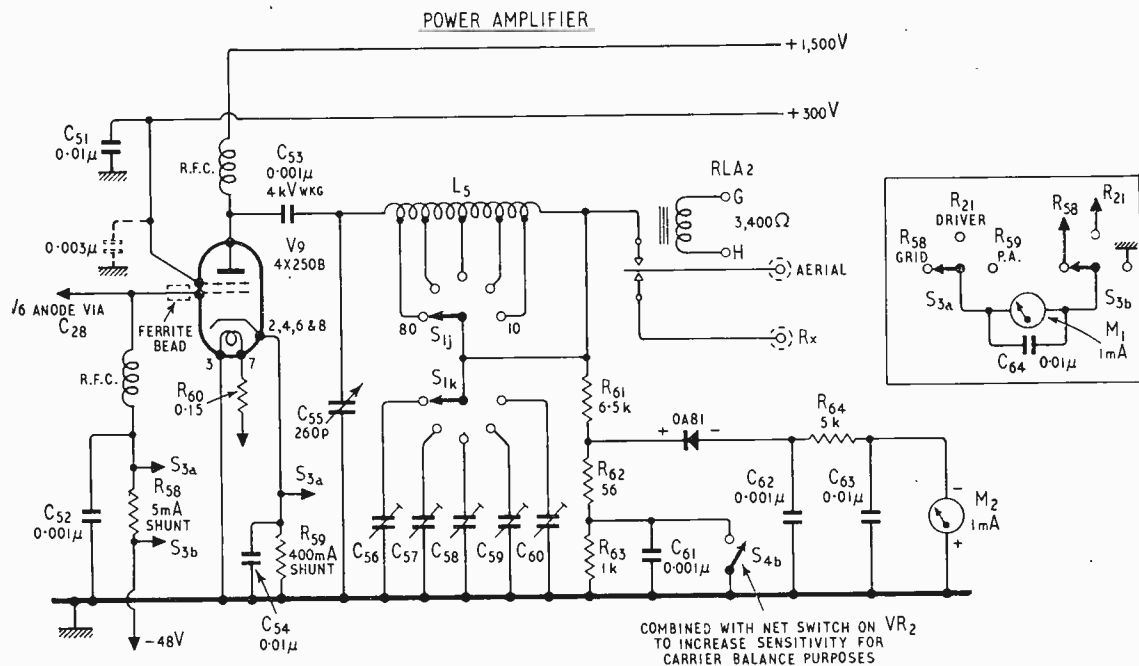 POWER AMPLIFIER
+1,500V
+300V
C51
0·01μ
R.F.C.
C53
0·001μ
4kV WKG
L5
RLA2
G
3,400Ω
H
0·003μ
V9
4X250B
AERIAL
V6 ANODE VIA
C28
FERRITE
BEAD
2,4,6 & 8
3
7
80
S1j
10
Rx
R.F.C.
R60
0·15
C55
260p
S1k
R61
6·5k
OA81
+
-
R64
5k
S3a
R58
5mA
SHUNT
S3b
C52
0·001μ
S3a
R59
400mA
SHUNT
C54
0·01μ
C56
C57
C58
C59
C60
R62
56
R63
1k
C61
0·001μ
S4b
C62
0·001μ
C63
0·01μ
-
M2
1mA
+
-48V
COMBINED WITH NET SWITCH ON VR2
TO INCREASE SENSITIVITY FOR
CARRIER BALANCE PURPOSES
R21
DRIVER
R58
GRID
R59
P.A.
R58
R21
S3a
S3b
M1
1mA
C64
0·01μ